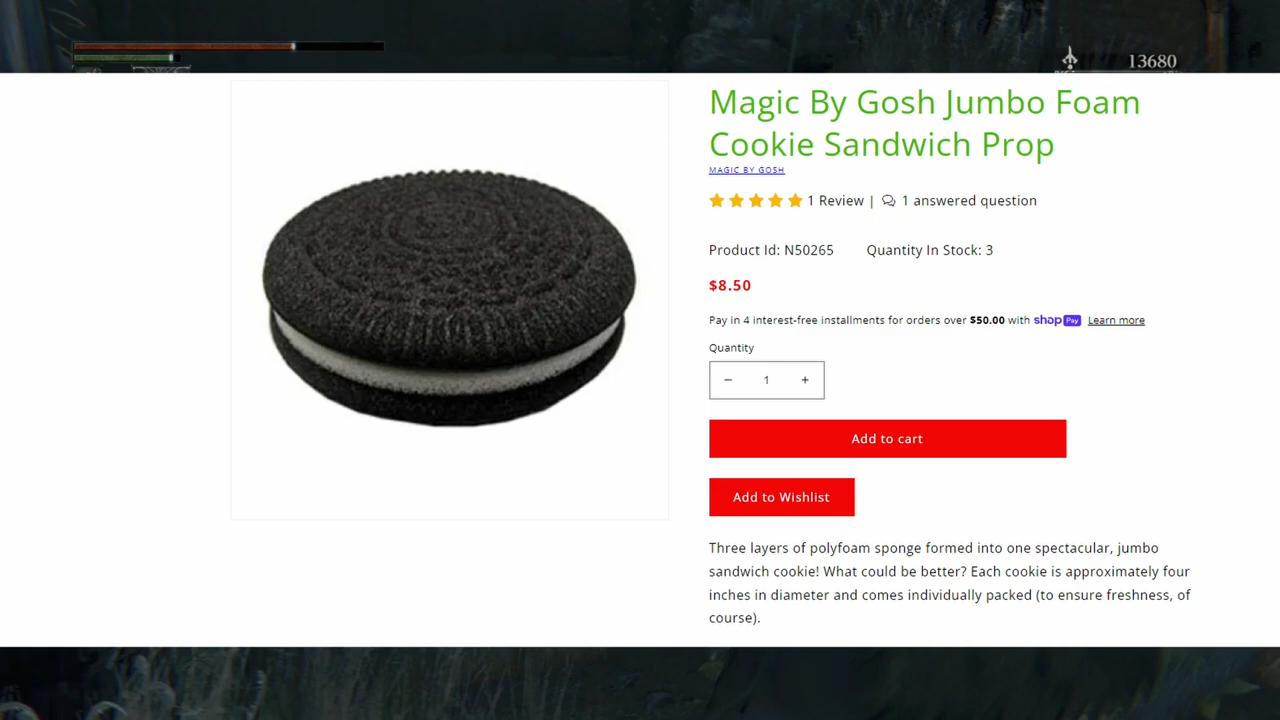 13680
Magic By Gosh Jumbo Foam
Cookie Sandwich Prop
MAGIC BY GOSH
1 Review | 1 answered question
Product Id: N50265 Quantity In Stock: 3
$8.50
Pay in 4 interest-free installments for orders over $50.00 with shop Pay Learn more
Quantity
− 1 +
Add to cart
Add to Wishlist
Three layers of polyfoam sponge formed into one spectacular, jumbo
sandwich cookie! What could be better? Each cookie is approximately four
inches in diameter and comes individually packed (to ensure freshness, of
course).